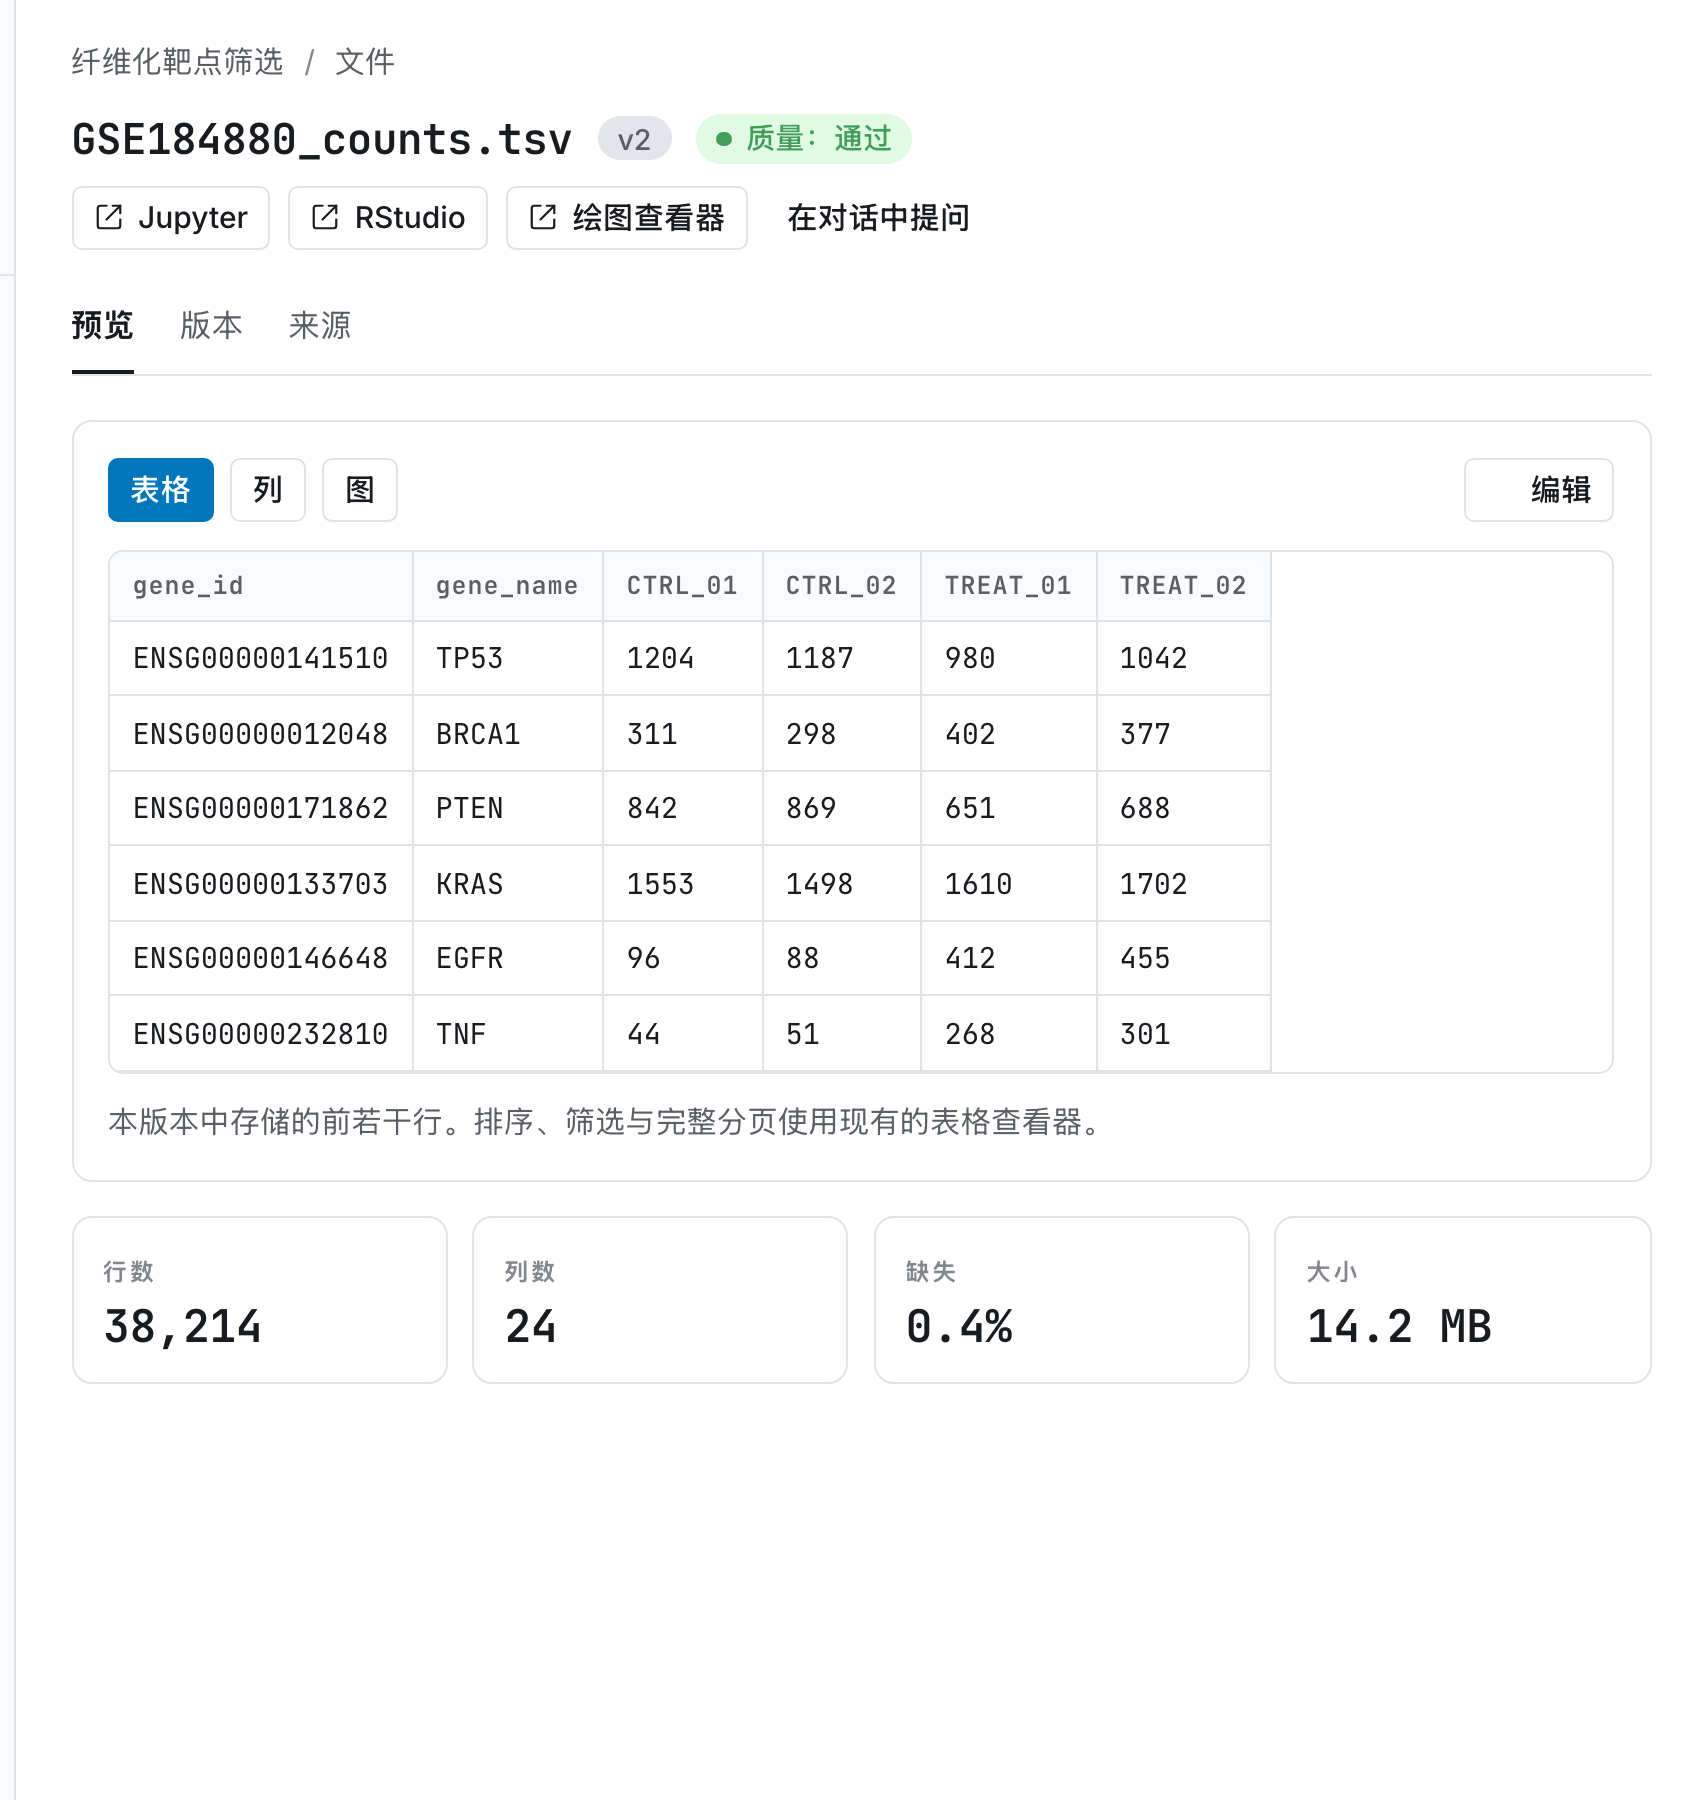 纤维化靶点筛选 / 文件
GSE184880_counts.tsv v2 质量：通过
Jupyter RStudio 绘图查看器 在对话中提问
预览 版本 来源
表格 列 图 编辑
gene_id gene_name CTRL_01 CTRL_02 TREAT_01 TREAT_02
ENSG00000141510 TP53 1204 1187 980 1042
ENSG00000012048 BRCA1 311 298 402 377
ENSG00000171862 PTEN 842 869 651 688
ENSG00000133703 KRAS 1553 1498 1610 1702
ENSG00000146648 EGFR 96 88 412 455
ENSG00000232810 TNF 44 51 268 301
本版本中存储的前若干行。排序、筛选与完整分页使用现有的表格查看器。
行数 列数 缺失 大小
38,214 24 0.4% 14.2 MB